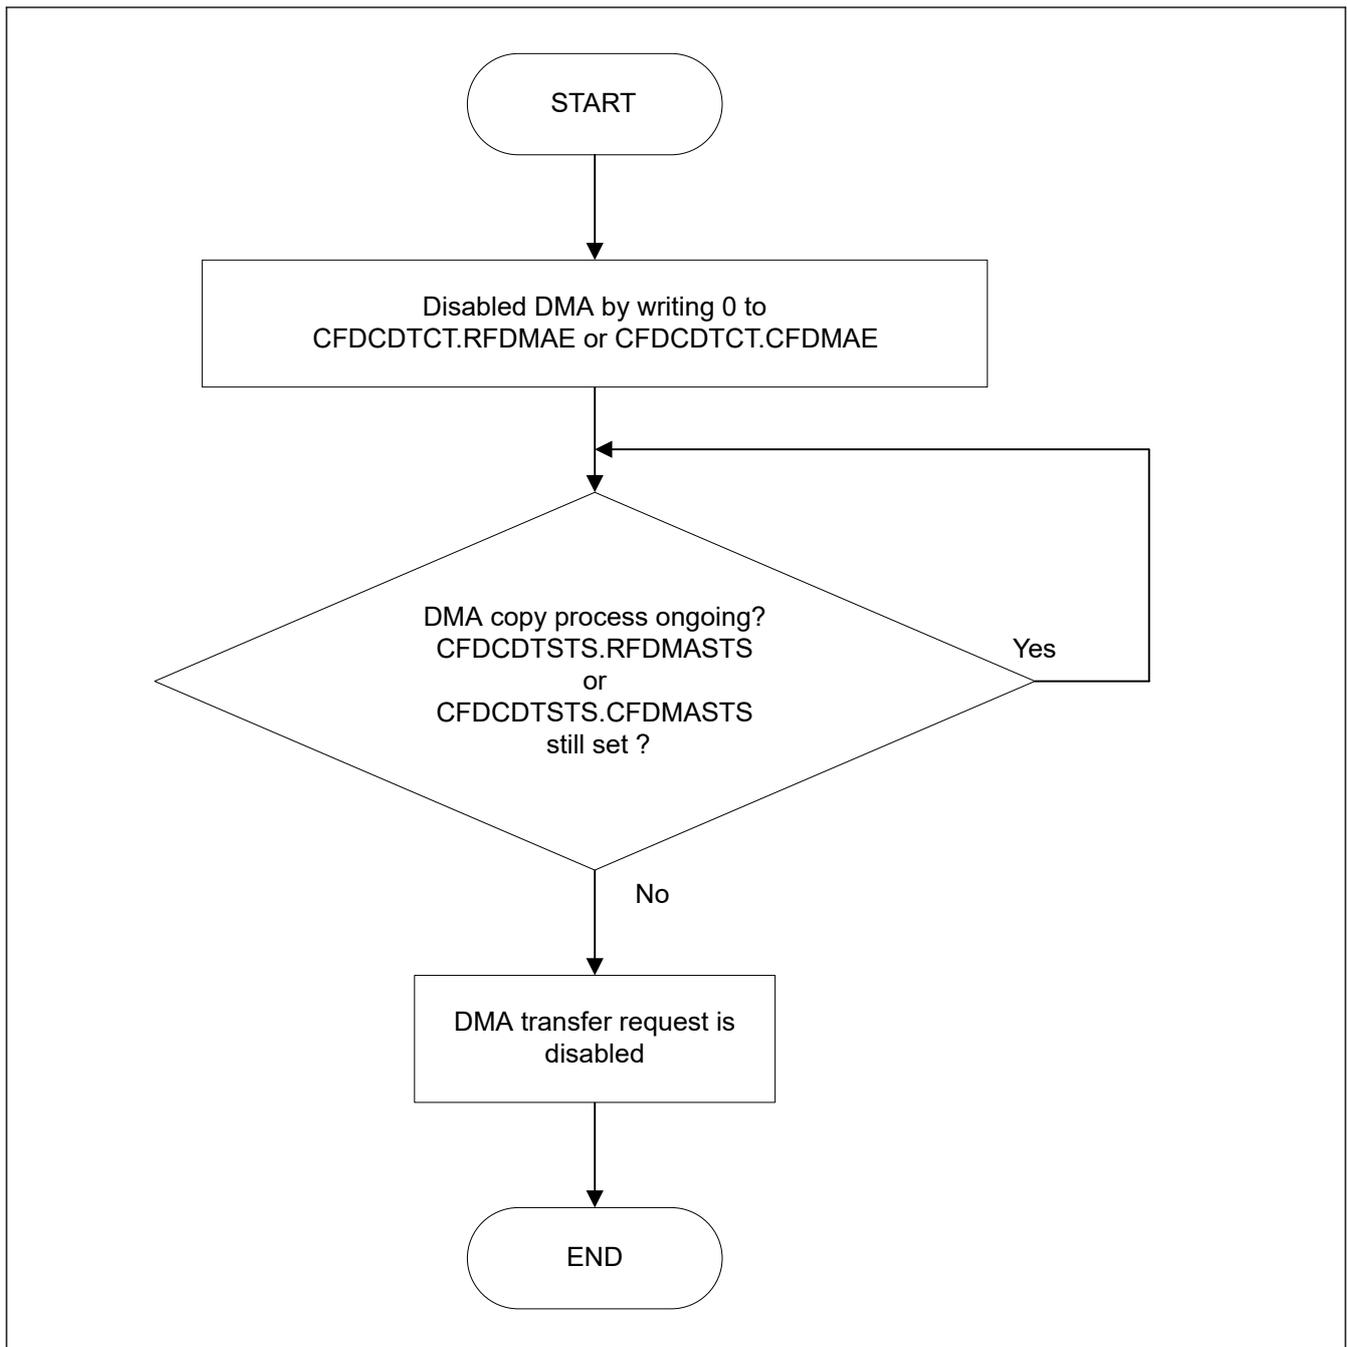 START
Disabled DMA by writing 0 to
CFDCDTCT.RFDMAE or CFDCDTCT.CFDMAE
DMA copy process ongoing?
CFDCDTSTS.RFDMASTS
or
CFDCDTSTS.CFDMASTS
still set ?
Yes
No
DMA transfer request is
disabled
END